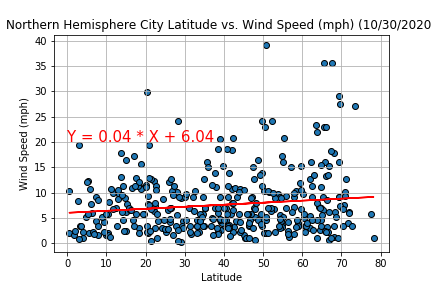 Northern Hemisphere City Latitude vs. Wind Speed (mph) (10/30/2020
40
35
30
25
20
15
10
5
0
Wind Speed (mph)
Y = 0.04 * X + 6.04
0 10 20 30 40 50 60 70 80
Latitude